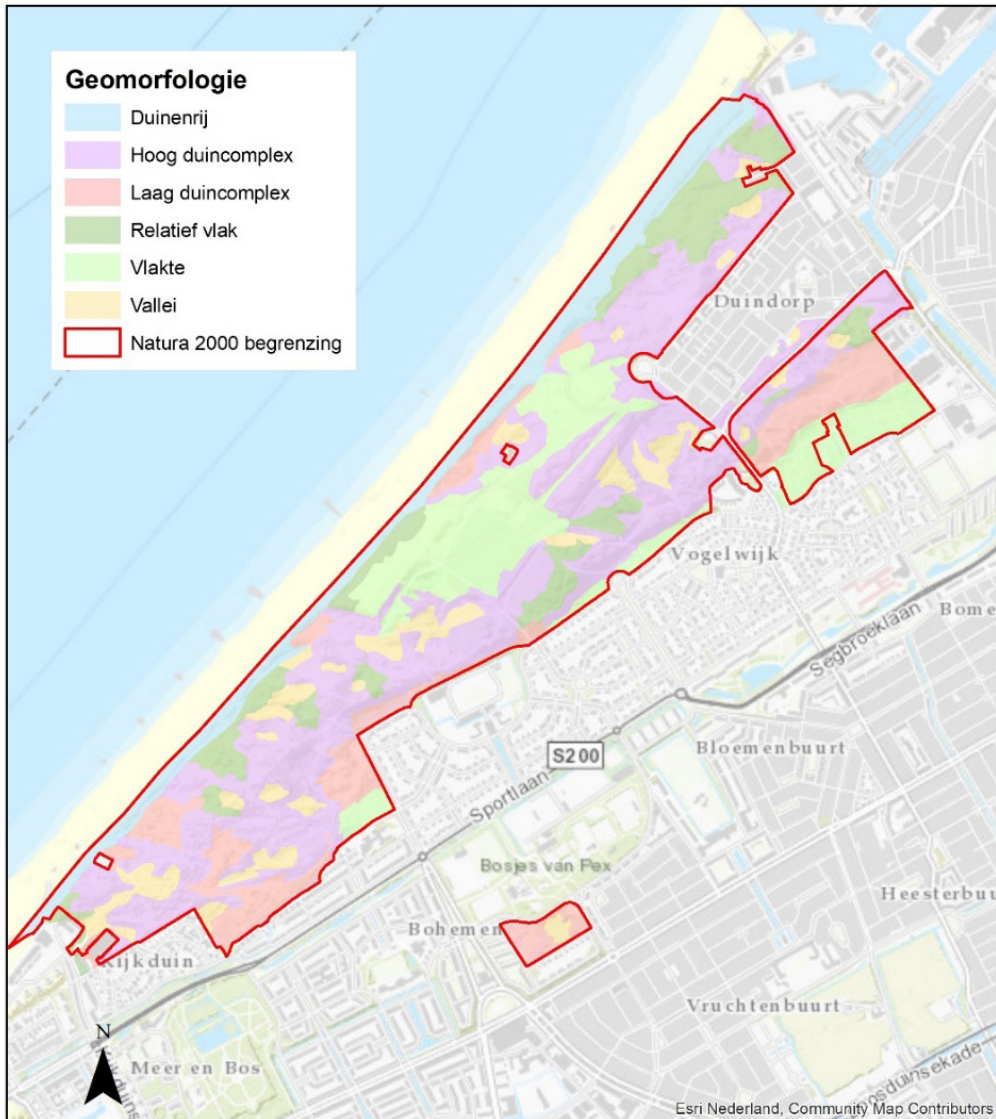 Geomorfologie
Duinenrij
Hoog duincomplex
Laag duincomplex
Relatief vlak
Vlakte
Vallei
Natura 2000 begrenzing
Duindorp
Vogelwijk
Bome
Segbroeklaan
S200
Bloemenbuurt
Sportlaan
Bosjes van Pex
Heesterbuu
Bohemen
Kijkduin
Vruchtenbuurt
N
Meer en Bos
Esri Nederland, Community Map Contributors